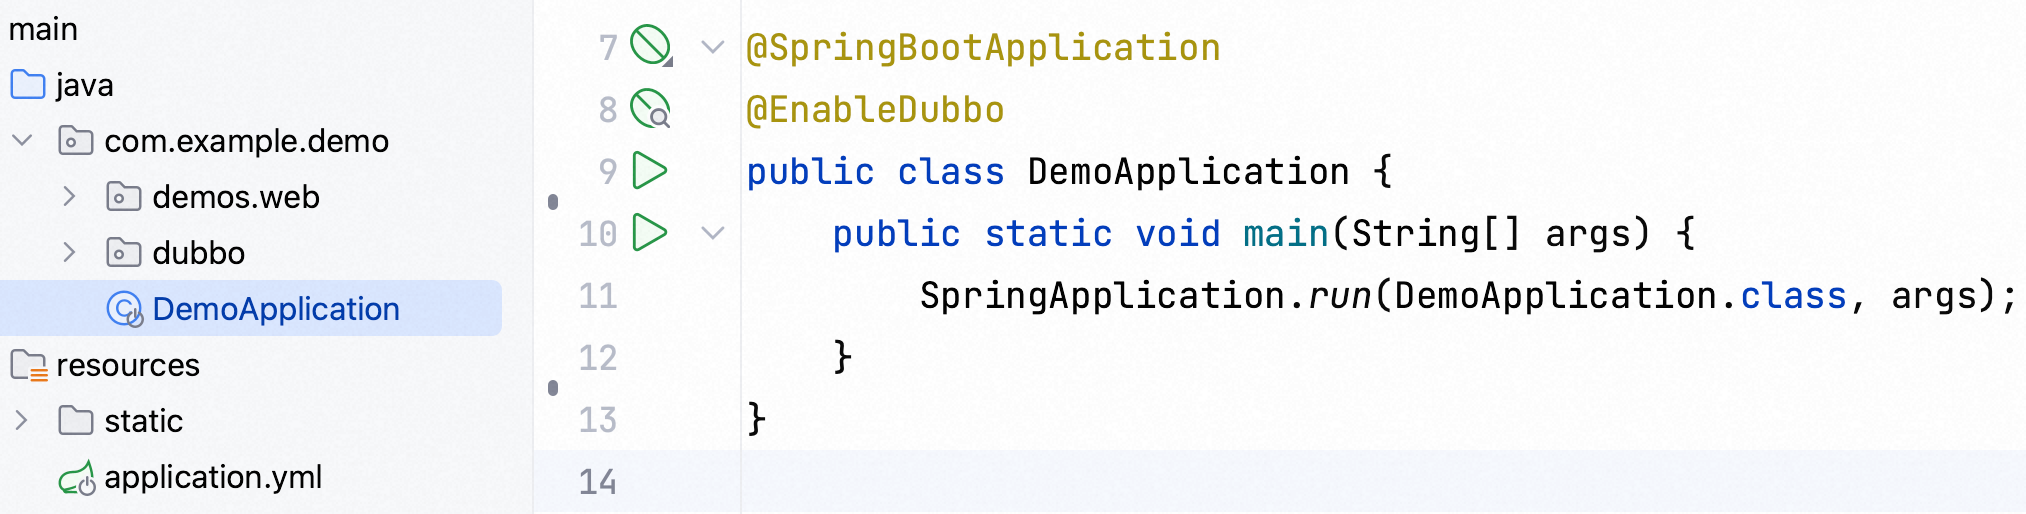 main
java
com.example.demo
demos.web
dubbo
DemoApplication
resources
static
application.yml
7 @SpringBootApplication
8 @EnableDubbo
9 public class DemoApplication {
10 public static void main(String[] args) {
11 SpringApplication.run(DemoApplication.class, args);
12 }
13 }
14